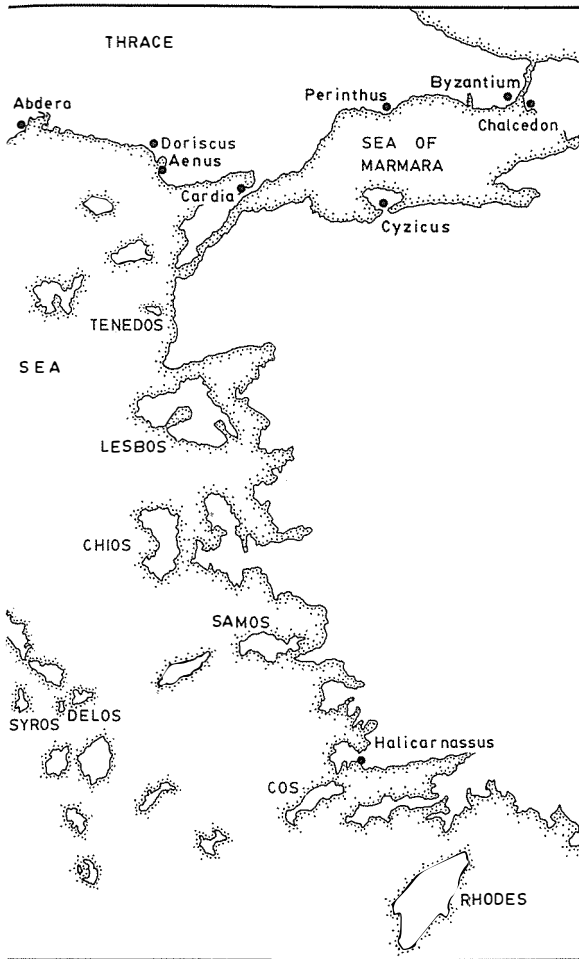 THRACE
Byzantium
Perinthus
Abdera
Chalcedon
Doriscus
SEA OF
MARMARA
Aenus
Cardia
Cyzicus
TENEDOS
SEA
LESBOS
CHIOS
SAMOS
SYROS
DELOS
Halicarnassus
COS
RHODES